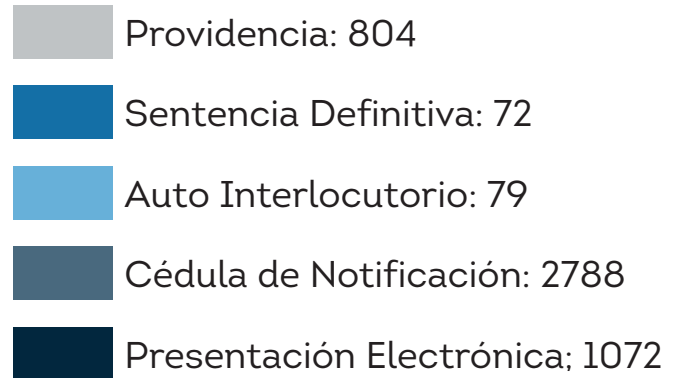 Providencia: 804
Sentencia Definitiva: 72
Auto Interlocutorio: 79
Cédula de Notificación: 2788
Presentación Electrónica; 1072